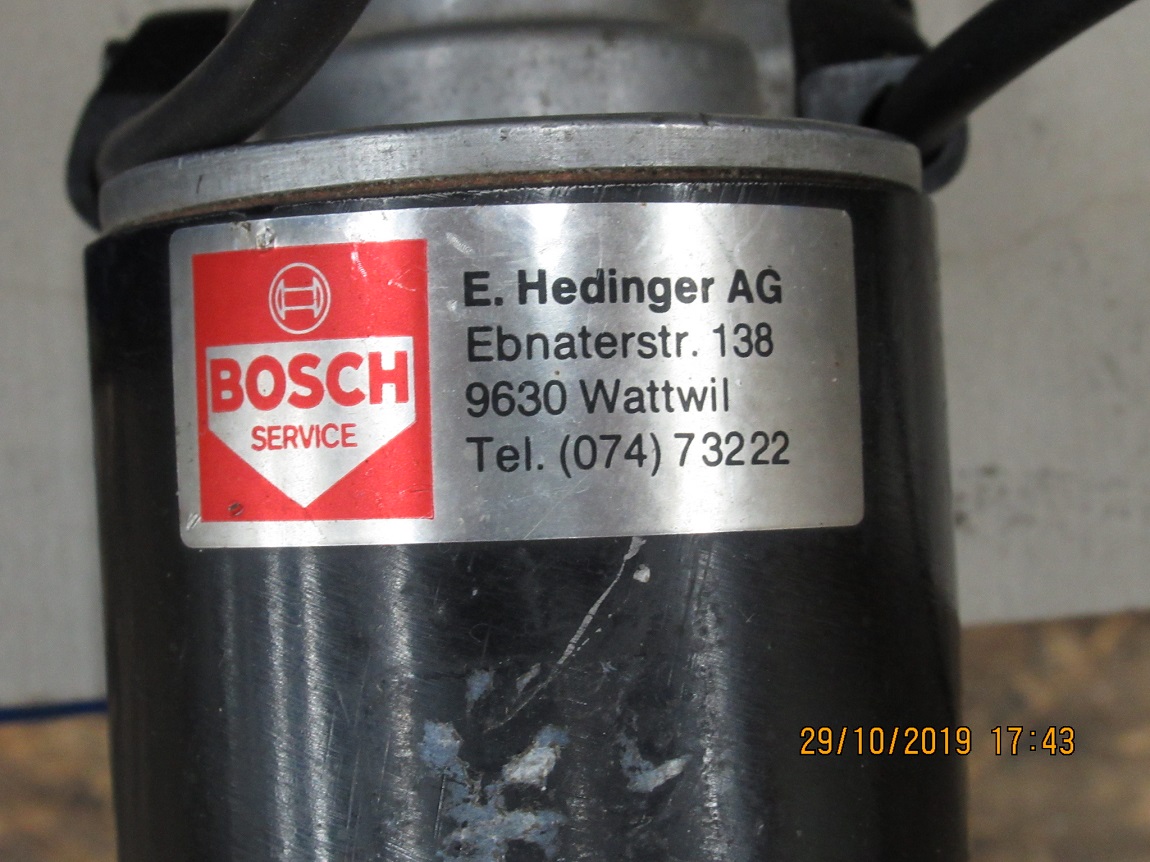 BOSCH
SERVICE
E. Hedinger AG
Ebnaterstr. 138
9630 Wattwil
Tel. (074) 73222
29/10/2019 17:43